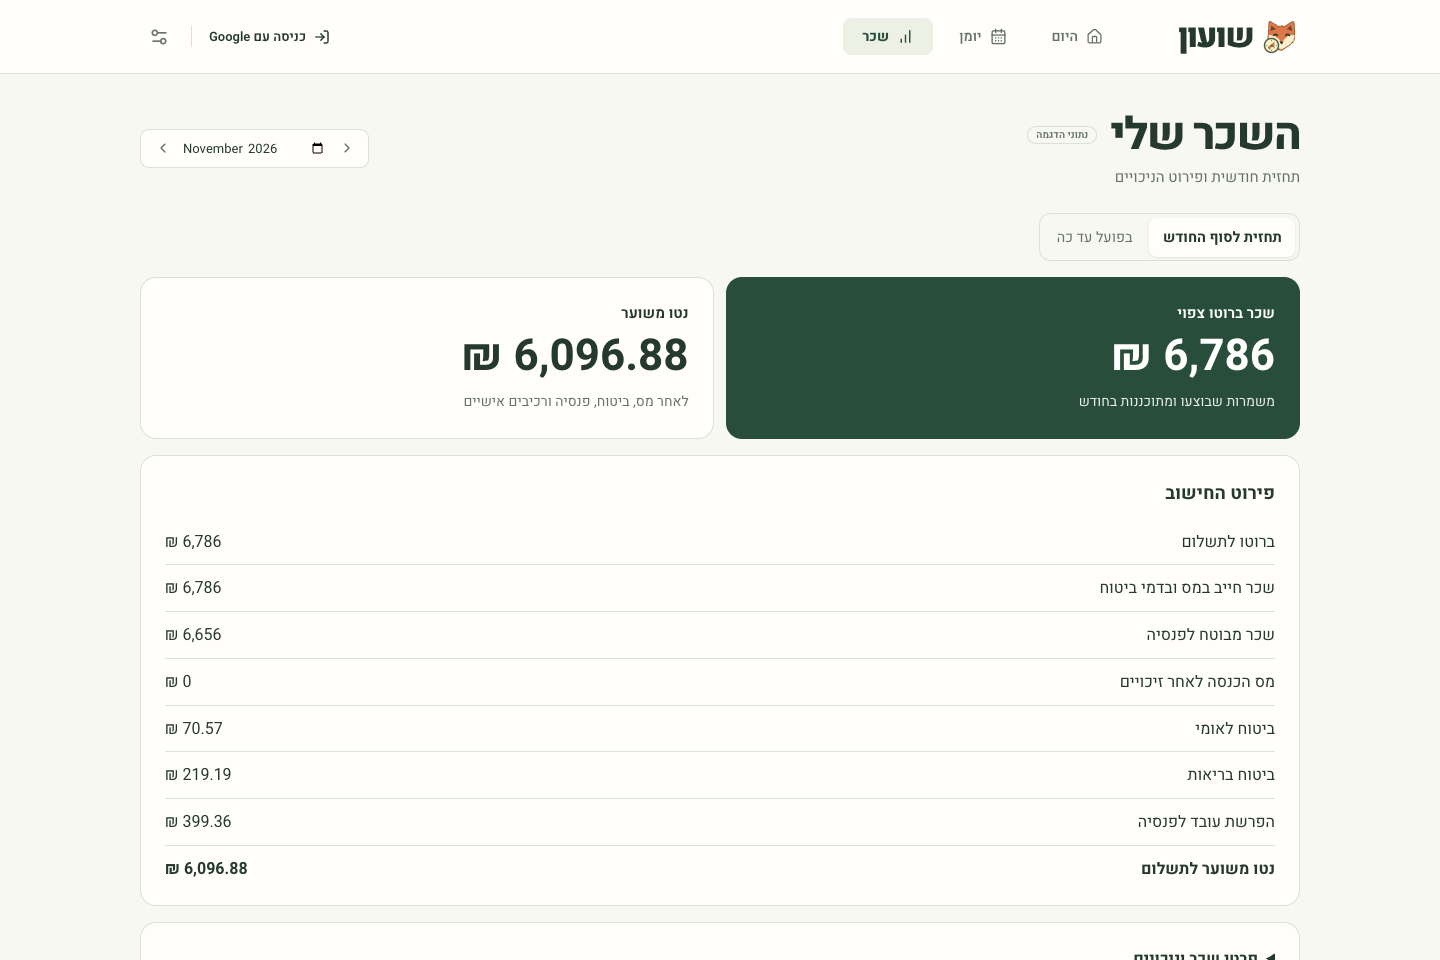 שועון
היום
יומן
שכר
כניסה עם Google
השכר שלי
נתוני הדגמה
תחזית חודשית ופירוט הניכויים
November 2026
תחזית לסוף החודש
בפועל עד כה
שכר ברוטו צפוי
6,786 ₪
משמרות שבוצעו ומתוכננות בחודש
נטו משוער
6,096.88 ₪
לאחר מס, ביטוח, פנסיה ורכיבים אישיים
פירוט החישוב
ברוטו לתשלום 6,786 ₪
שכר חייב במס ובדמי ביטוח 6,786 ₪
שכר מבוטח לפנסיה 6,656 ₪
מס הכנסה לאחר זיכויים 0 ₪
ביטוח לאומי 70.57 ₪
ביטוח בריאות 219.19 ₪
הפרשת עובד לפנסיה 399.36 ₪
נטו משוער לתשלום 6,096.88 ₪
פרטי שכר וניכויים